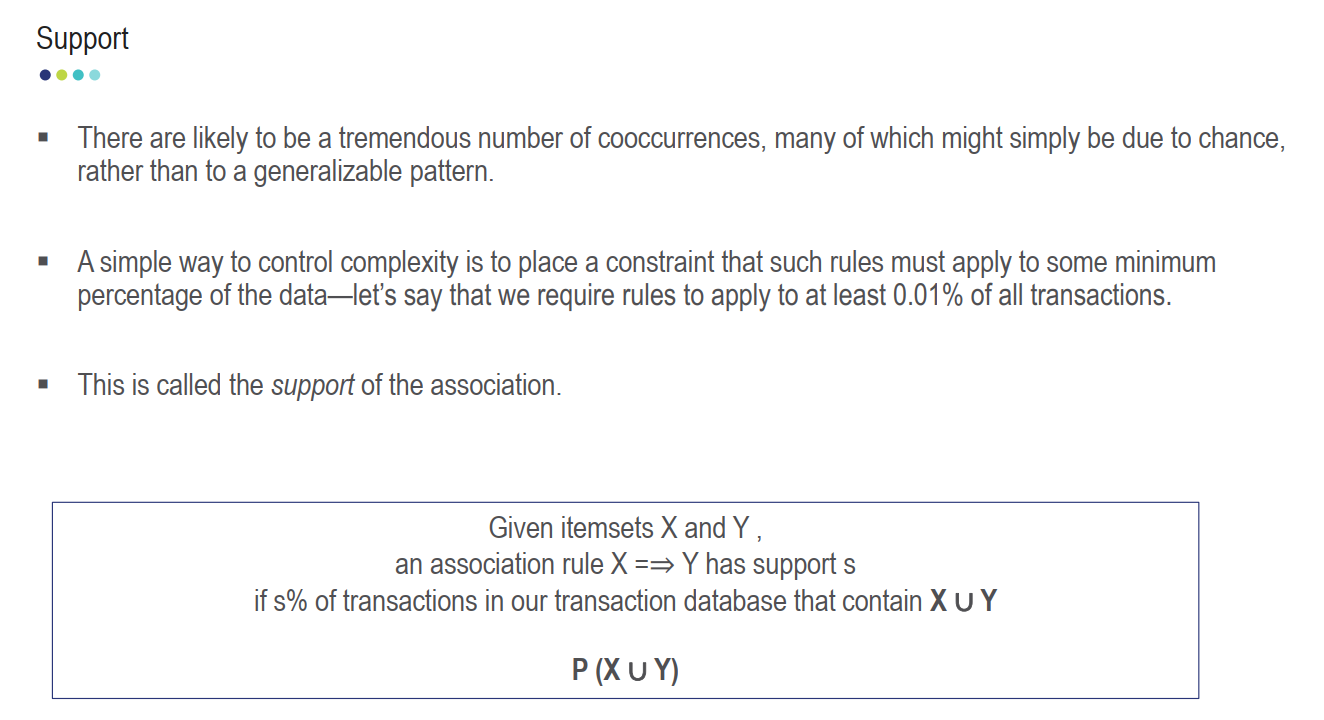 Support
▪ There are likely to be a tremendous number of cooccurrences, many of which might simply be due to chance,
rather than to a generalizable pattern.
▪ A simple way to control complexity is to place a constraint that such rules must apply to some minimum
percentage of the data—let’s say that we require rules to apply to at least 0.01% of all transactions.
▪ This is called the support of the association.
Given itemsets X and Y ,
an association rule X =⇒ Y has support s
if s% of transactions in our transaction database that contain X ∪ Y
P (X ∪ Y)